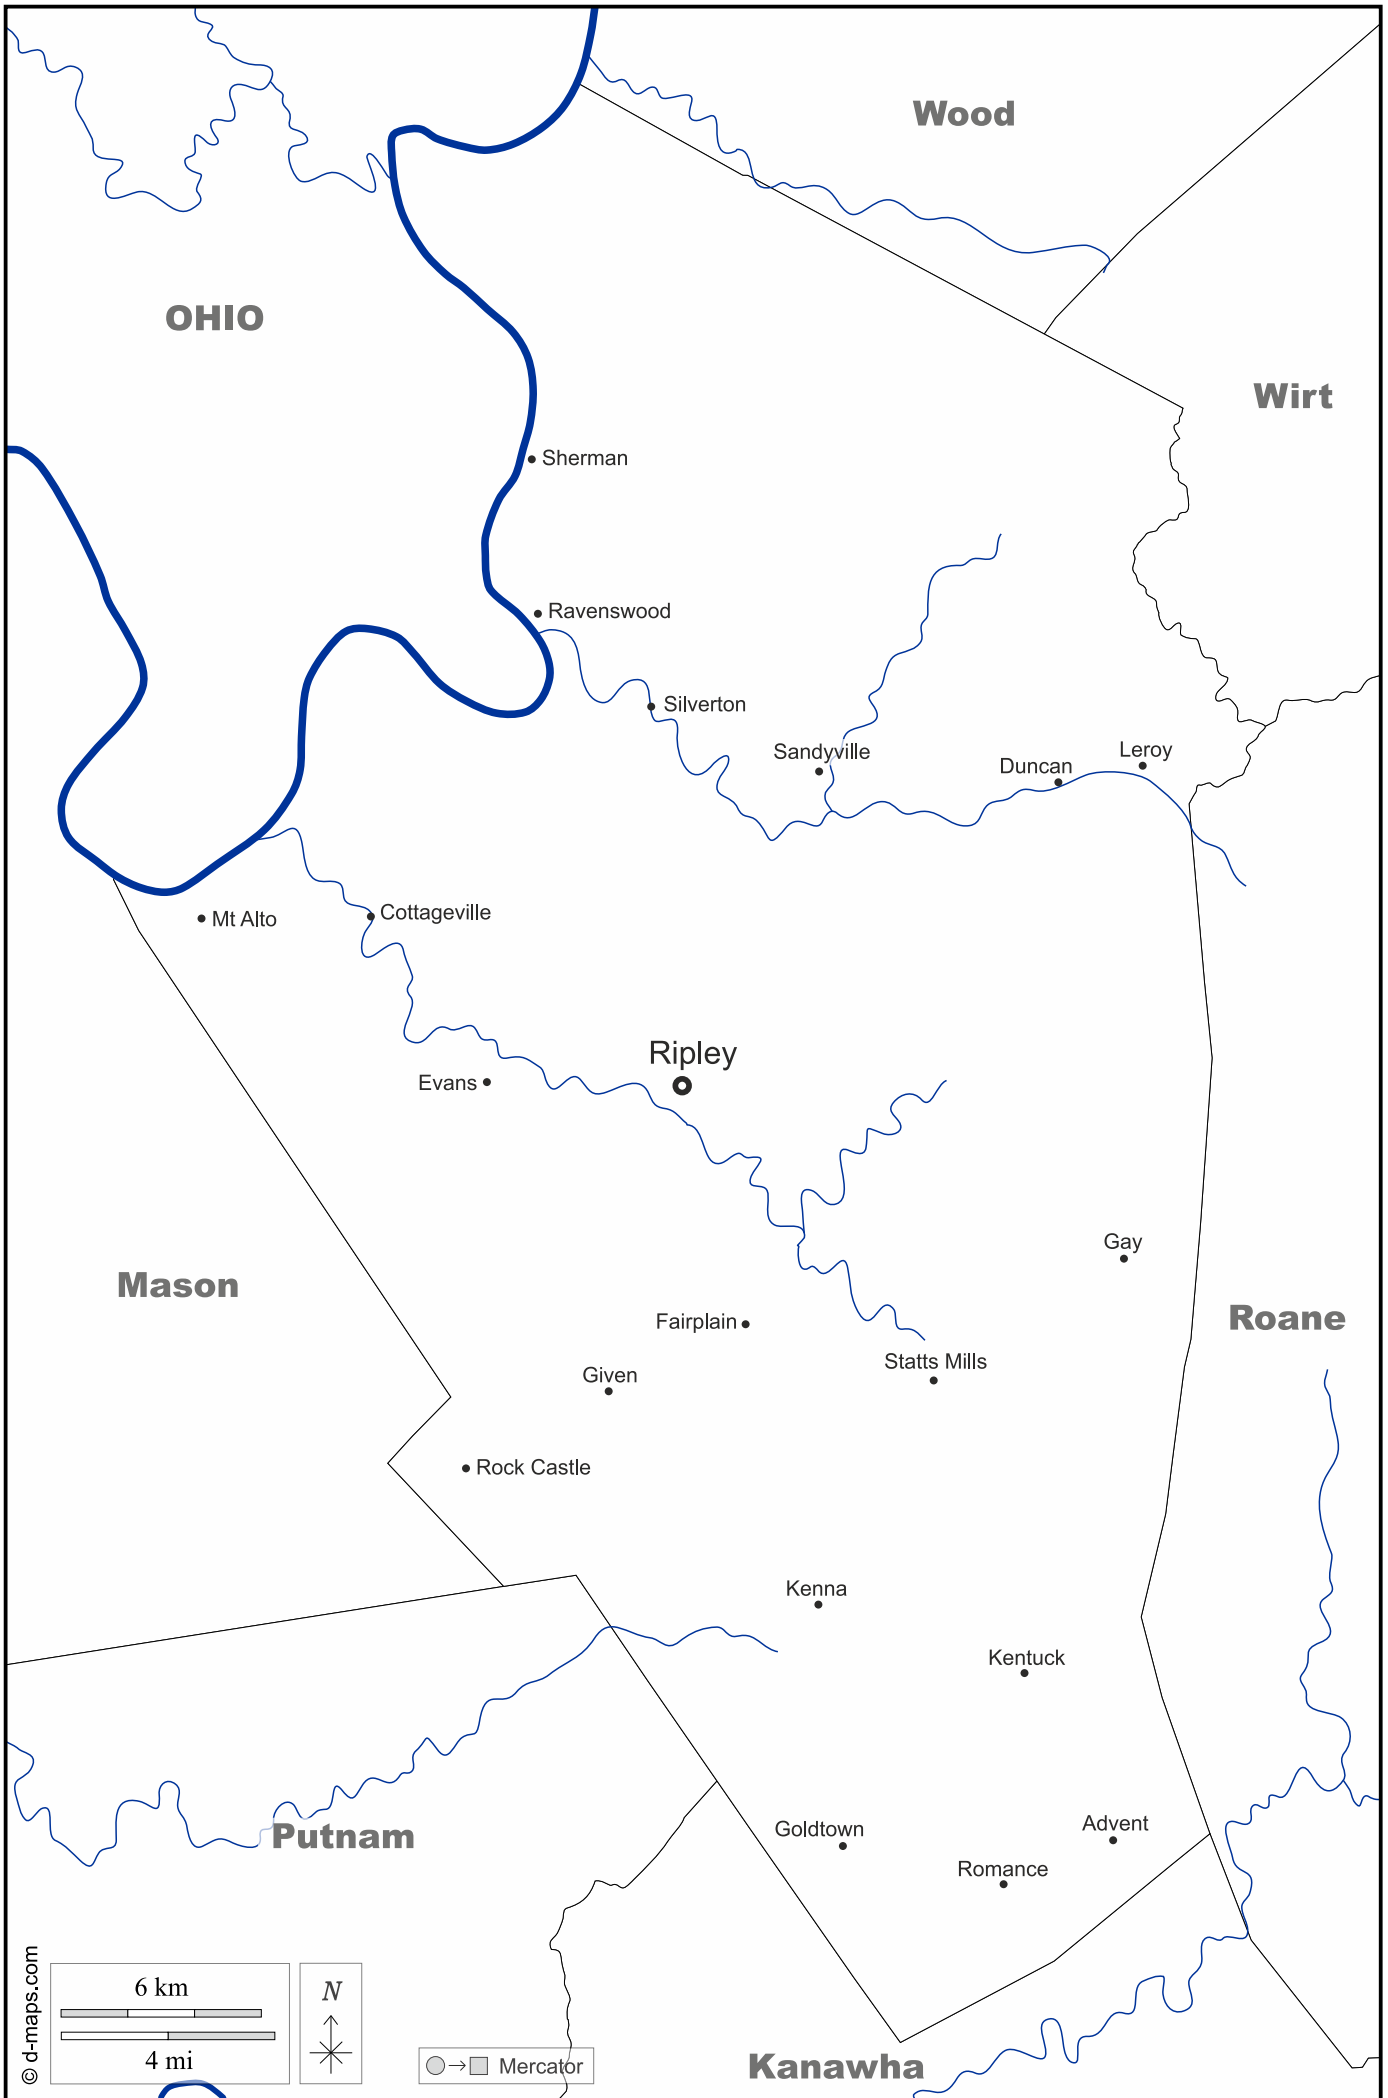 Wood
OHIO
Wirt
Sherman
Ravenswood
Silverton
Sandyville
Duncan
Leroy
Mt Alto
Cottageville
Ripley
Evans
Gay
Mason
Roane
Fairplain
Statts Mills
Given
Rock Castle
Kenna
Kentuck
Putnam
Goldtown
Advent
Romance
© d-maps.com
6 km
4 mi
N
Mercator
Kanawha